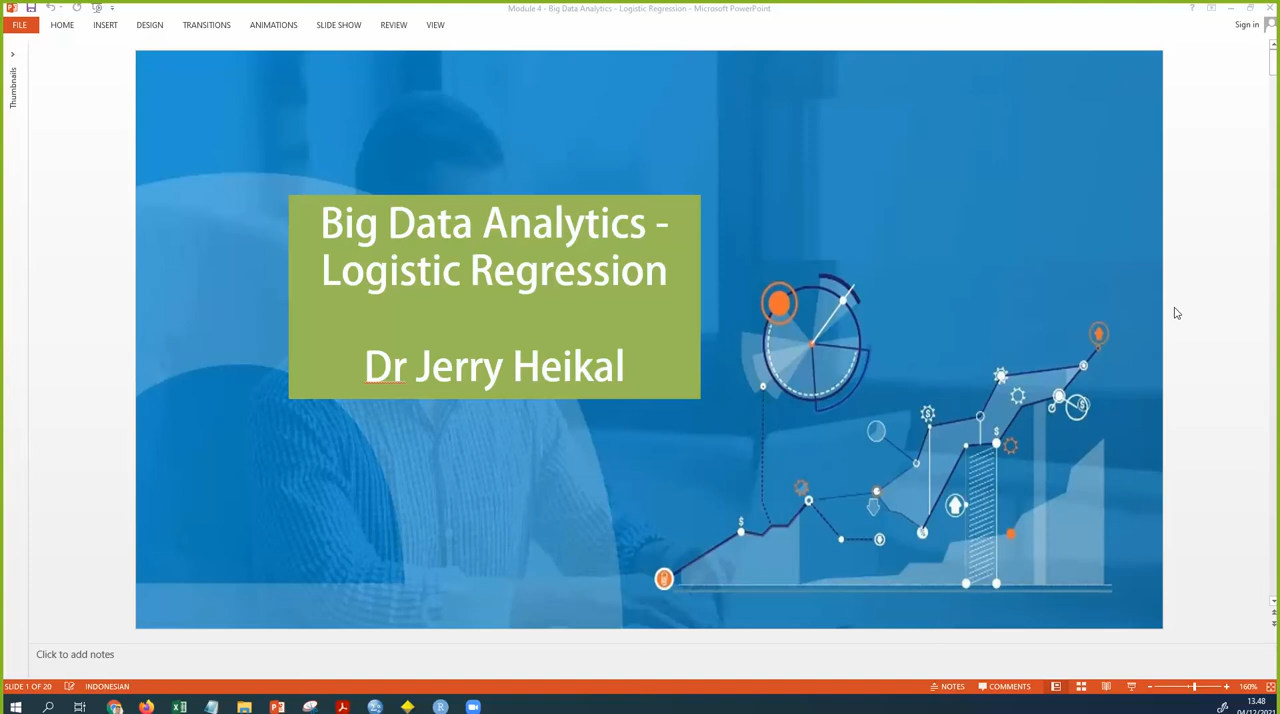 Module 4 - Big Data Analytics - Logistic Regression - Microsoft PowerPoint
FILE HOME INSERT DESIGN TRANSITIONS ANIMATIONS SLIDE SHOW REVIEW VIEW
Sign in
Thumbnails
Big Data Analytics -
Logistic Regression
Dr Jerry Heikal
Click to add notes
SLIDE 1 OF 20 INDONESIAN NOTES COMMENTS 160%
13.48
04/12/2021